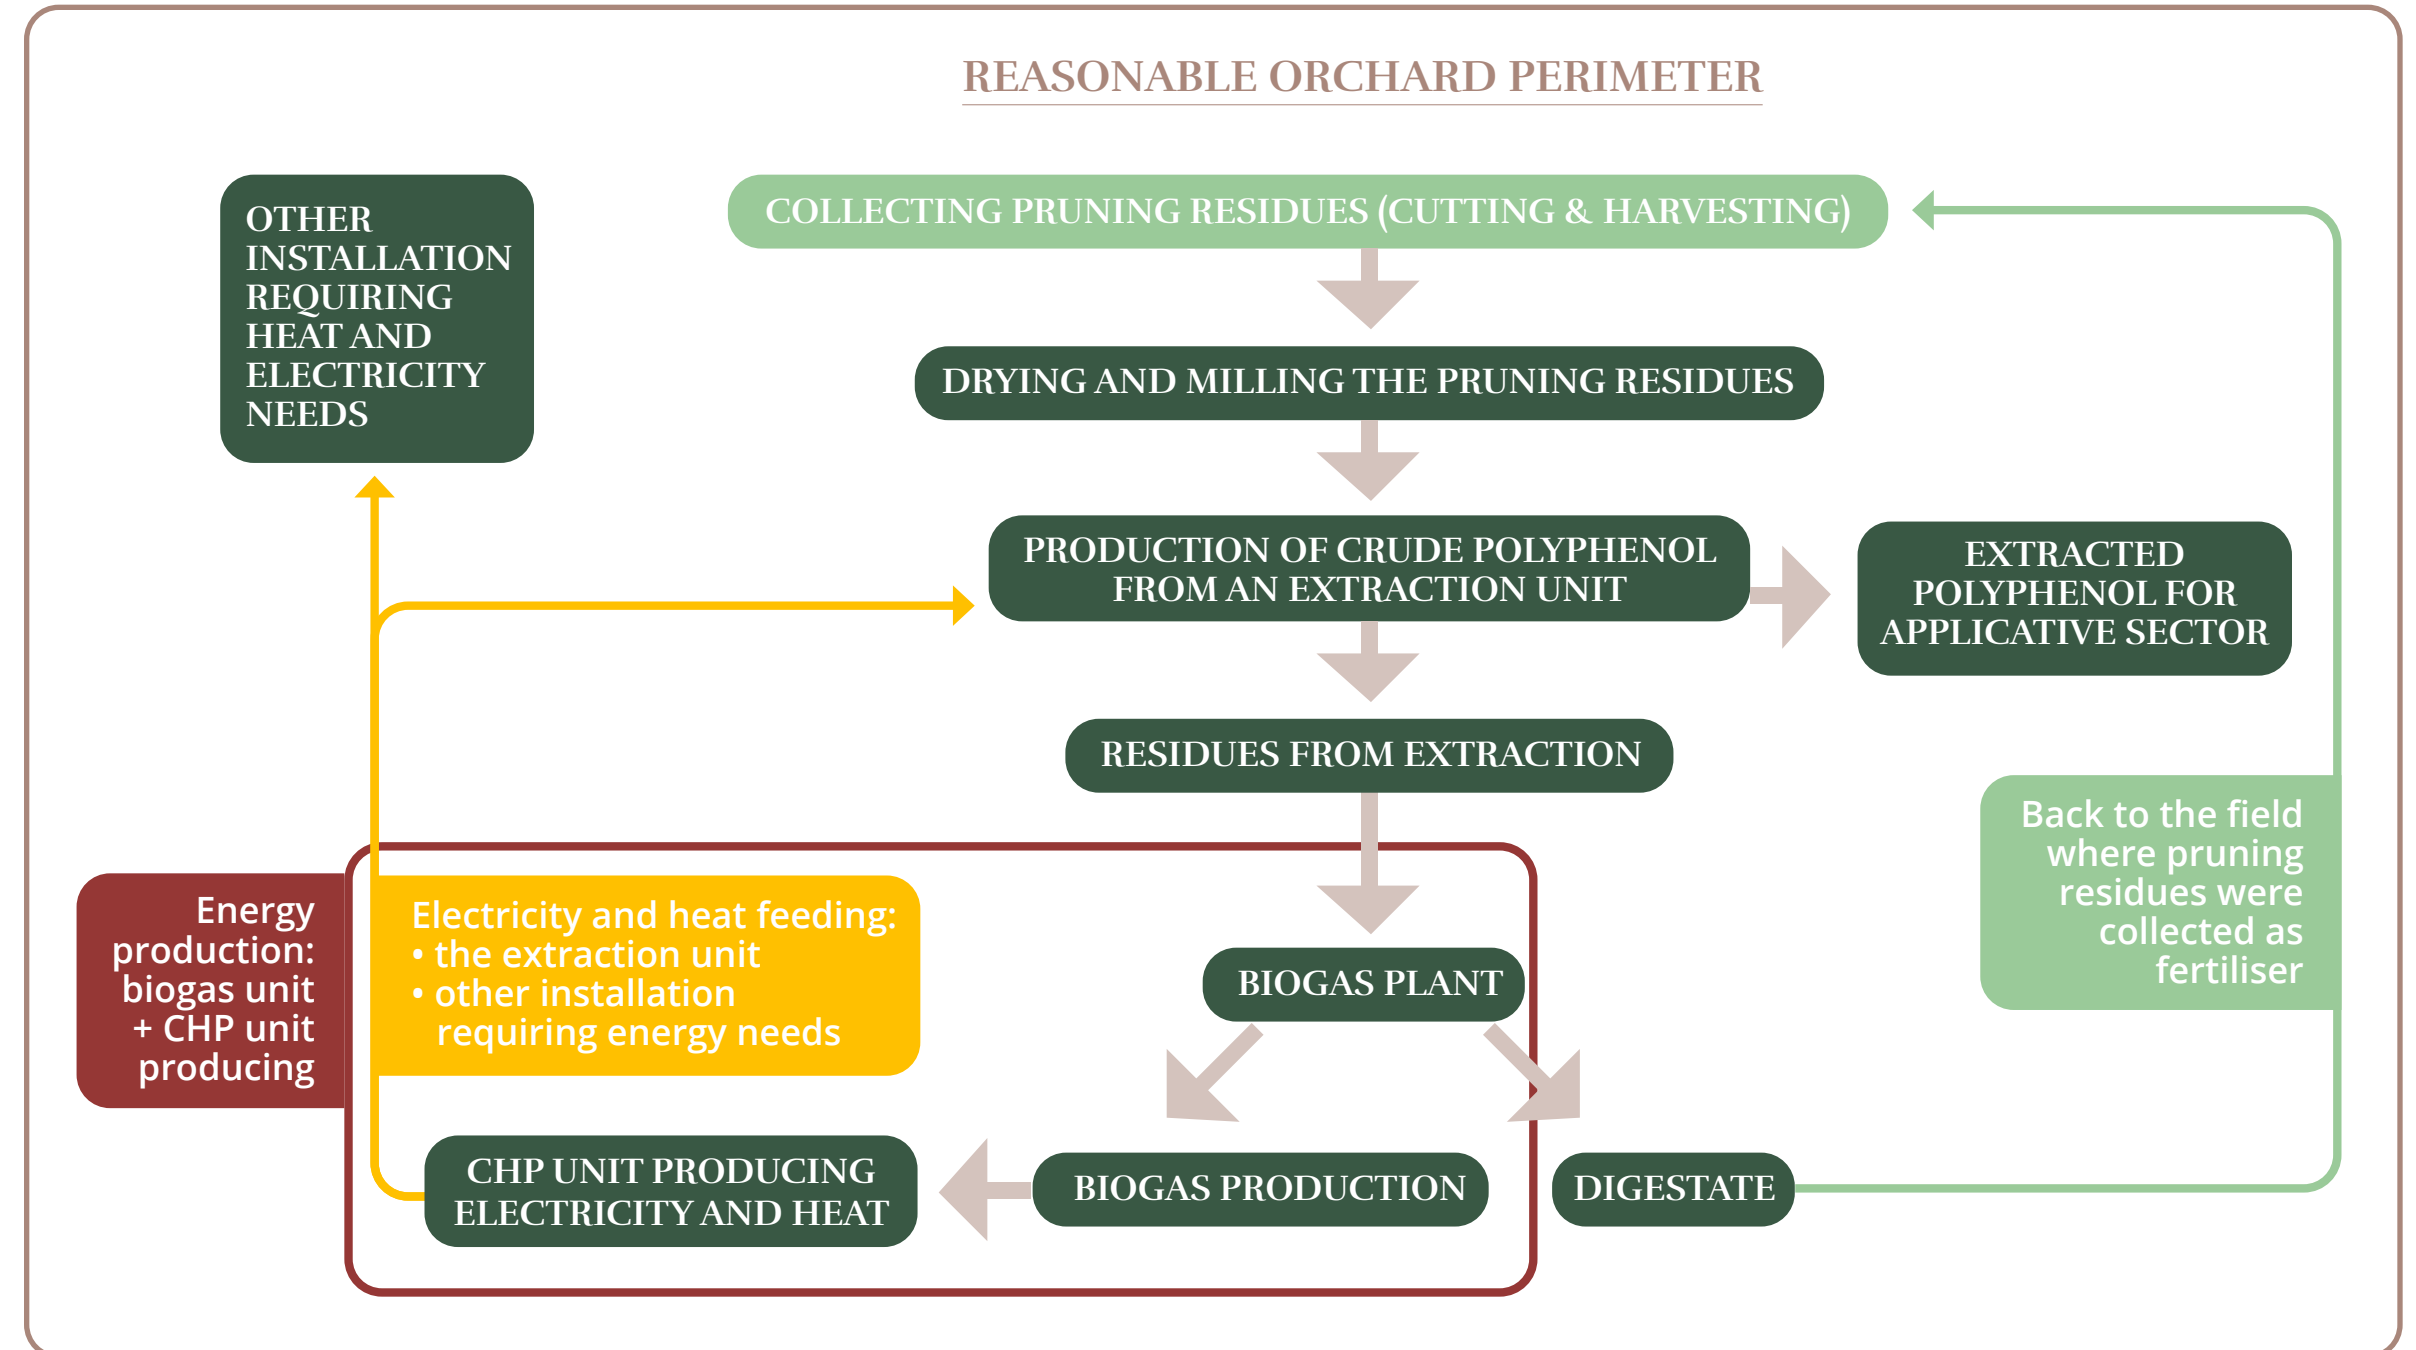 REASONABLE ORCHARD PERIMETER
OTHER
INSTALLATION
REQUIRING
HEAT AND
ELECTRICITY
NEEDS
COLLECTING PRUNING RESIDUES (CUTTING & HARVESTING)
DRYING AND MILLING THE PRUNING RESIDUES
PRODUCTION OF CRUDE POLYPHENOL
FROM AN EXTRACTION UNIT
EXTRACTED
POLYPHENOL FOR
APPLICATIVE SECTOR
RESIDUES FROM EXTRACTION
Back to the field
where pruning
residues were
collected as
fertiliser
Energy
production:
biogas unit
+ CHP unit
producing
Electricity and heat feeding:
• the extraction unit
• other installation
requiring energy needs
BIOGAS PLANT
CHP UNIT PRODUCING
ELECTRICITY AND HEAT
BIOGAS PRODUCTION
DIGESTATE